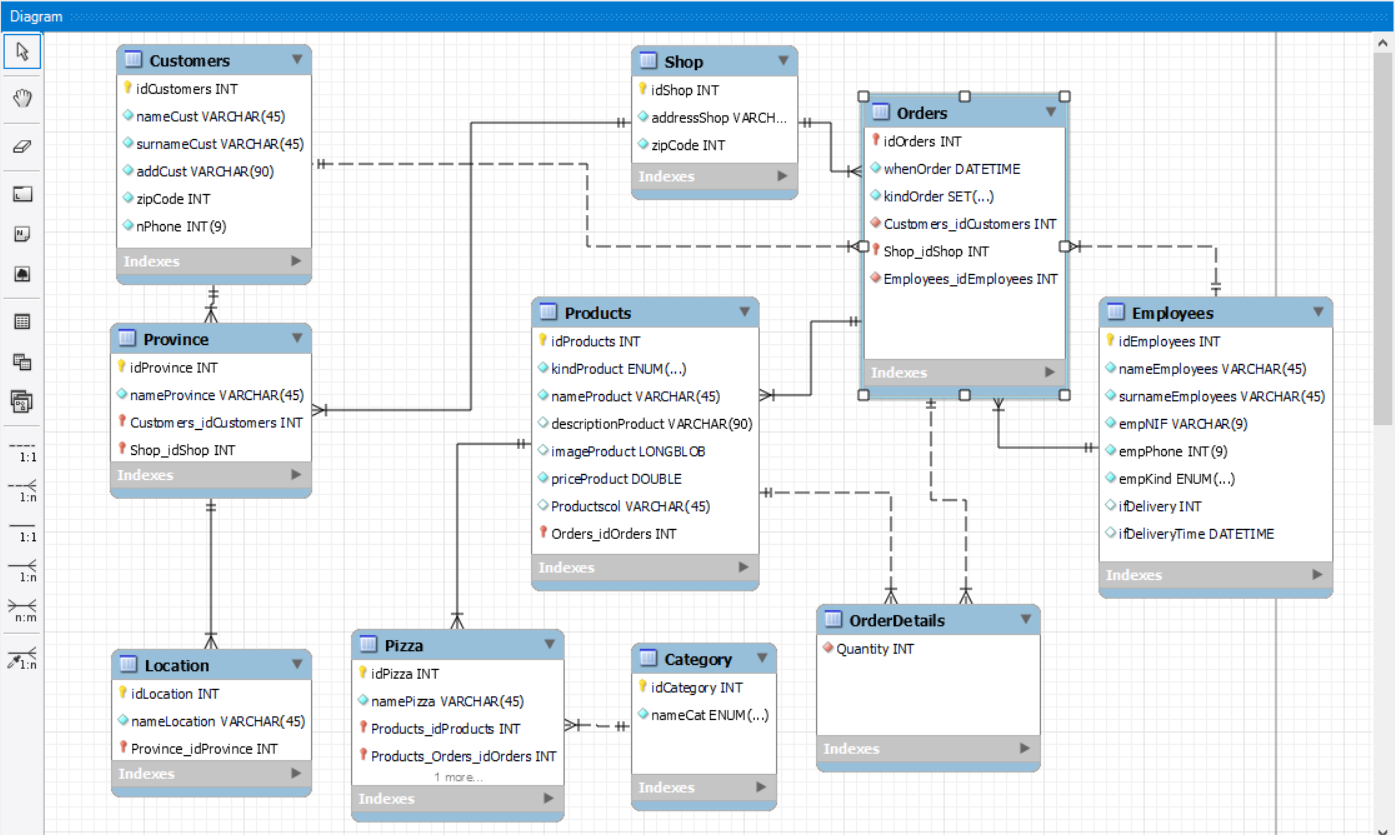 Diagram
Customers
idCustomers INT
nameCust VARCHAR(45)
surnameCust VARCHAR(45)
addCust VARCHAR(90)
zipCode INT
nPhone INT(9)
Indexes
Shop
idShop INT
addressShop VARCH...
zipCode INT
Indexes
Orders
idOrders INT
whenOrder DATETIME
kindOrder SET(...)
Customers_idCustomers INT
Shop_idShop INT
Employees_idEmployees INT
Indexes
Province
idProvince INT
nameProvince VARCHAR(45)
Customers_idCustomers INT
Shop_idShop INT
Indexes
Products
idProducts INT
kindProduct ENUM(...)
nameProduct VARCHAR(45)
descriptionProduct VARCHAR(90)
imageProduct LONGBLOB
priceProduct DOUBLE
Productscol VARCHAR(45)
Orders_idOrders INT
Indexes
Employees
idEmployees INT
nameEmployees VARCHAR(45)
surnameEmployees VARCHAR(45)
empNIF VARCHAR(9)
empPhone INT(9)
empKind ENUM(...)
ifDelivery INT
ifDeliveryTime DATETIME
Indexes
Location
idLocation INT
nameLocation VARCHAR(45)
Province_idProvince INT
Indexes
Pizza
idPizza INT
namePizza VARCHAR(45)
Products_idProducts INT
Products_Orders_idOrders INT
1 more...
Indexes
Category
idCategory INT
nameCat ENUM(...)
Indexes
OrderDetails
Quantity INT
Indexes
1:1
1:n
1:1
1:n
n:m
1:n